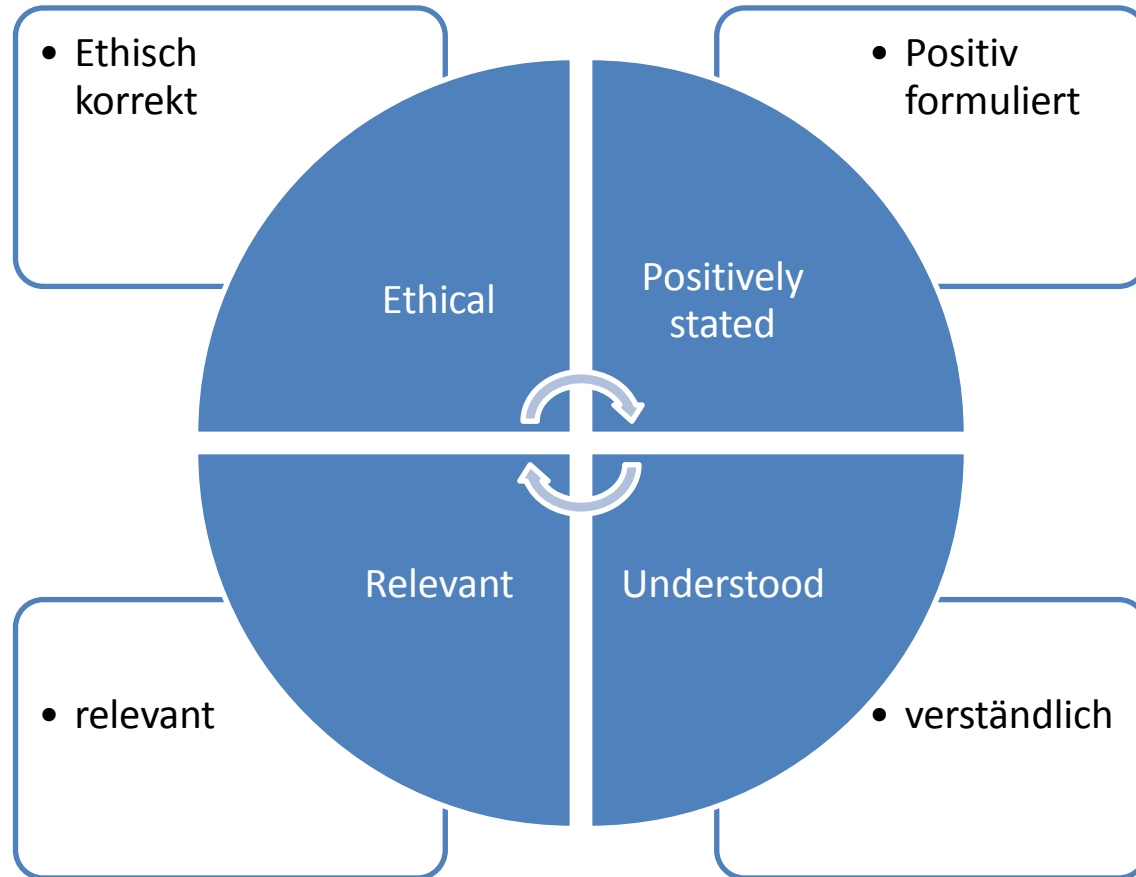 • Ethisch
korrekt
• Positiv
formuliert
Ethical
Positively
stated
Relevant
Understood
• relevant
• verständlich